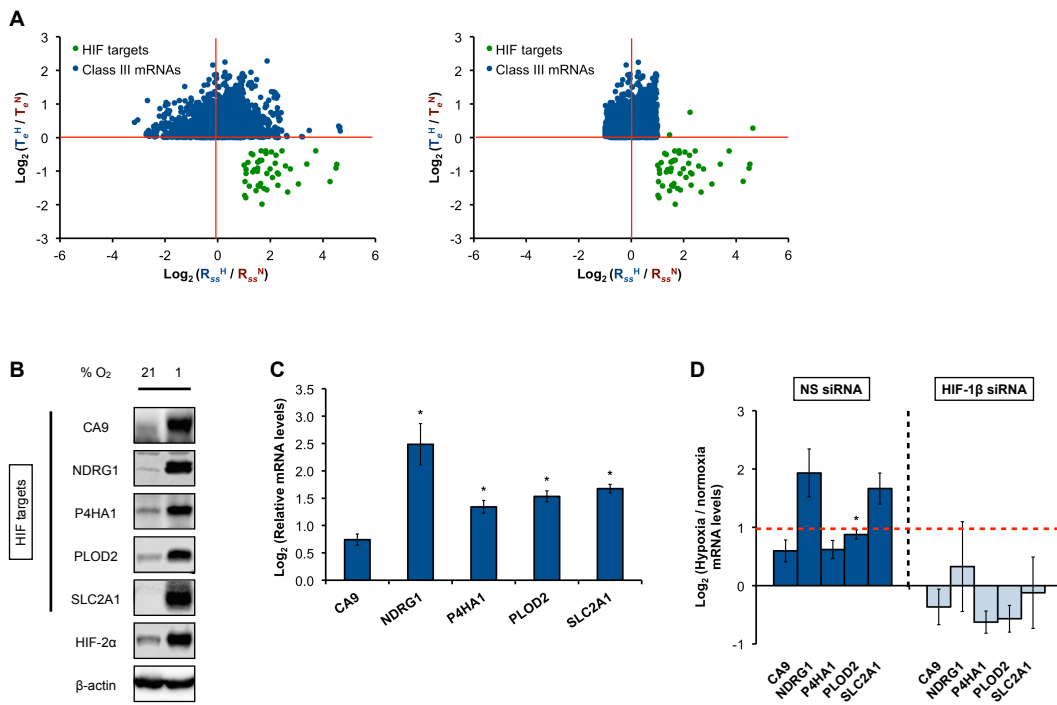 A
HIF targets
Class III mRNAs
Log2 (TeH / TeN)
3
2
1
0
-1
-2
-3
-6 -4 -2 0 2 4 6
Log2 (RssH / RssN)
HIF targets
Class III mRNAs
Log2 (TeH / TeN)
3
2
1
0
-1
-2
-3
-6 -4 -2 0 2 4 6
Log2 (RssH / RssN)
B
% O2 21 1
HIF targets
CA9
NDRG1
P4HA1
PLOD2
SLC2A1
HIF-2α
β-actin
C
Log2 (Relative mRNA levels)
3.5
3.0
2.5
2.0
1.5
1.0
0.5
0.0
* * * *
CA9 NDRG1 P4HA1 PLOD2 SLC2A1
D
NS siRNA HIF-1β siRNA
Log2 (Hypoxia / normoxia
mRNA levels)
3
2
1
0
-1
*
CA9 NDRG1 P4HA1 PLOD2 SLC2A1
CA9 NDRG1 P4HA1 PLOD2 SLC2A1